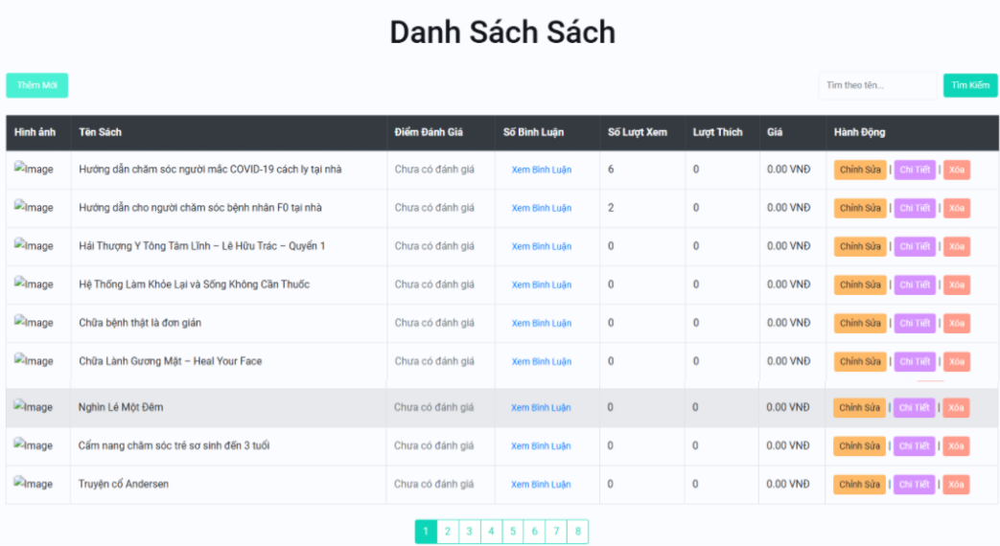 Danh Sách Sách
Thêm Mới
Tìm theo tên... Tìm Kiếm
Hình ảnh Tên Sách Điểm Đánh Giá Số Bình Luận Số Lượt Xem Lượt Thích Giá Hành Động
Image Hướng dẫn chăm sóc người mắc COVID-19 cách ly tại nhà Chưa có đánh giá Xem Bình Luận 6 0 0.00 VNĐ Chỉnh Sửa | Chi Tiết | Xóa
Image Hướng dẫn cho người chăm sóc bệnh nhân F0 tại nhà Chưa có đánh giá Xem Bình Luận 2 0 0.00 VNĐ Chỉnh Sửa | Chi Tiết | Xóa
Image Hải Thượng Y Tông Tâm Lĩnh – Lê Hữu Trác – Quyển 1 Chưa có đánh giá Xem Bình Luận 0 0 0.00 VNĐ Chỉnh Sửa | Chi Tiết | Xóa
Image Hệ Thống Làm Khỏe Lại và Sống Không Cần Thuốc Chưa có đánh giá Xem Bình Luận 0 0 0.00 VNĐ Chỉnh Sửa | Chi Tiết | Xóa
Image Chữa bệnh thật là đơn giản Chưa có đánh giá Xem Bình Luận 0 0 0.00 VNĐ Chỉnh Sửa | Chi Tiết | Xóa
Image Chữa Lành Gương Mặt – Heal Your Face Chưa có đánh giá Xem Bình Luận 0 0 0.00 VNĐ Chỉnh Sửa | Chi Tiết | Xóa
Image Nghìn Lẻ Một Đêm Chưa có đánh giá Xem Bình Luận 0 0 0.00 VNĐ Chỉnh Sửa | Chi Tiết | Xóa
Image Cẩm nang chăm sóc trẻ sơ sinh đến 3 tuổi Chưa có đánh giá Xem Bình Luận 0 0 0.00 VNĐ Chỉnh Sửa | Chi Tiết | Xóa
Image Truyện cổ Andersen Chưa có đánh giá Xem Bình Luận 0 0 0.00 VNĐ Chỉnh Sửa | Chi Tiết | Xóa
1 2 3 4 5 6 7 8